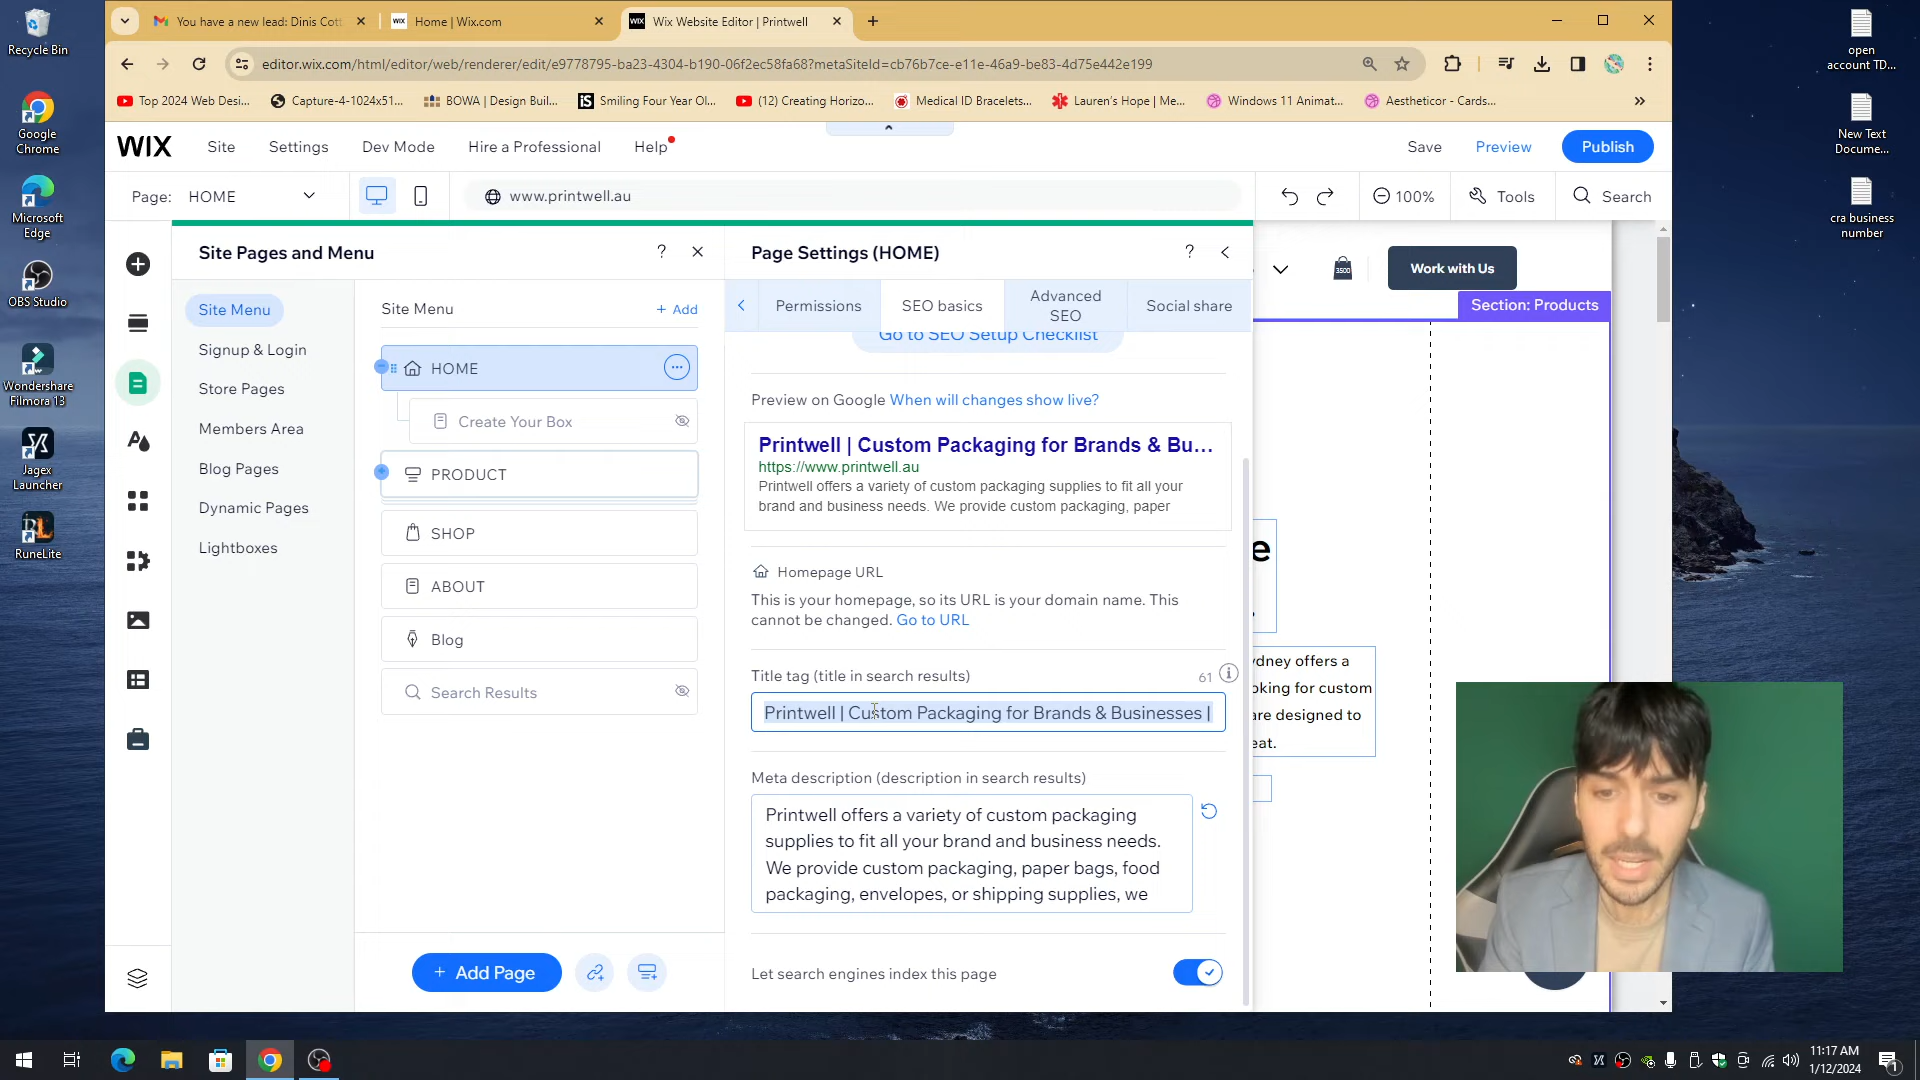 Recycle Bin
Google
Chrome
Microsoft
Edge
OBS Studio
Wondershare
Filmora 13
Jagex
Launcher
RuneLite
open
account TD...
New Text
Docume...
cra business
number
You have a new lead: Dinis Cott
Home | Wix.com
Wix Website Editor | Printwell
editor.wix.com/html/editor/web/renderer/edit/e9778795-ba23-4304-b190-06f2ec58fa68?metaSiteId=cb76b7ce-e11e-46a9-be83-4d75e442e199
Top 2024 Web Desi...
Capture-4-1024x51...
BOWA | Design Buil...
Smiling Four Year Ol...
(12) Creating Horizo...
Medical ID Bracelets...
Lauren's Hope | Me...
Windows 11 Animat...
Aestheticor - Cards...
WIX
Site
Settings
Dev Mode
Hire a Professional
Help
Save
Preview
Publish
Page: HOME
www.printwell.au
100%
Tools
Search
Site Pages and Menu
?
Page Settings (HOME)
?
Site Menu
Signup & Login
Store Pages
Members Area
Blog Pages
Dynamic Pages
Lightboxes
Site Menu
+ Add
HOME
Create Your Box
PRODUCT
SHOP
ABOUT
Blog
Search Results
+ Add Page
Permissions
SEO basics
Advanced
SEO
Social share
Go to SEO Setup Checklist
Preview on Google When will changes show live?
Printwell | Custom Packaging for Brands & Bu...
https://www.printwell.au
Printwell offers a variety of custom packaging supplies to fit all your
brand and business needs. We provide custom packaging, paper
Homepage URL
This is your homepage, so its URL is your domain name. This
cannot be changed. Go to URL
Title tag (title in search results)
61
Printwell | Custom Packaging for Brands & Businesses |
Meta description (description in search results)
Printwell offers a variety of custom packaging
supplies to fit all your brand and business needs.
We provide custom packaging, paper bags, food
packaging, envelopes, or shipping supplies, we
Let search engines index this page
3500
Work with Us
Section: Products
e
dney offers a
oking for custom
are designed to
eat.
11:17 AM
1/12/2024
1